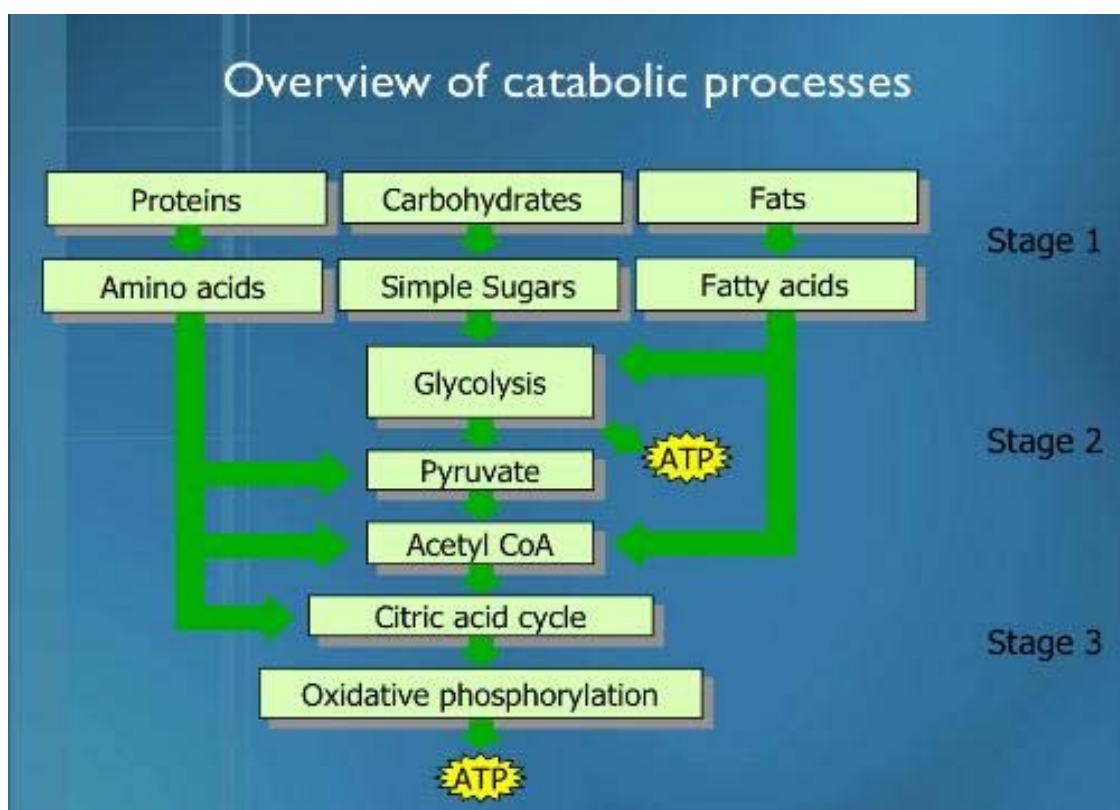 Overview of catabolic processes
Proteins
Carbohydrates
Fats
Stage 1
Amino acids
Simple Sugars
Fatty acids
Glycolysis
Stage 2
ATP
Pyruvate
Acetyl CoA
Citric acid cycle
Stage 3
Oxidative phosphorylation
ATP